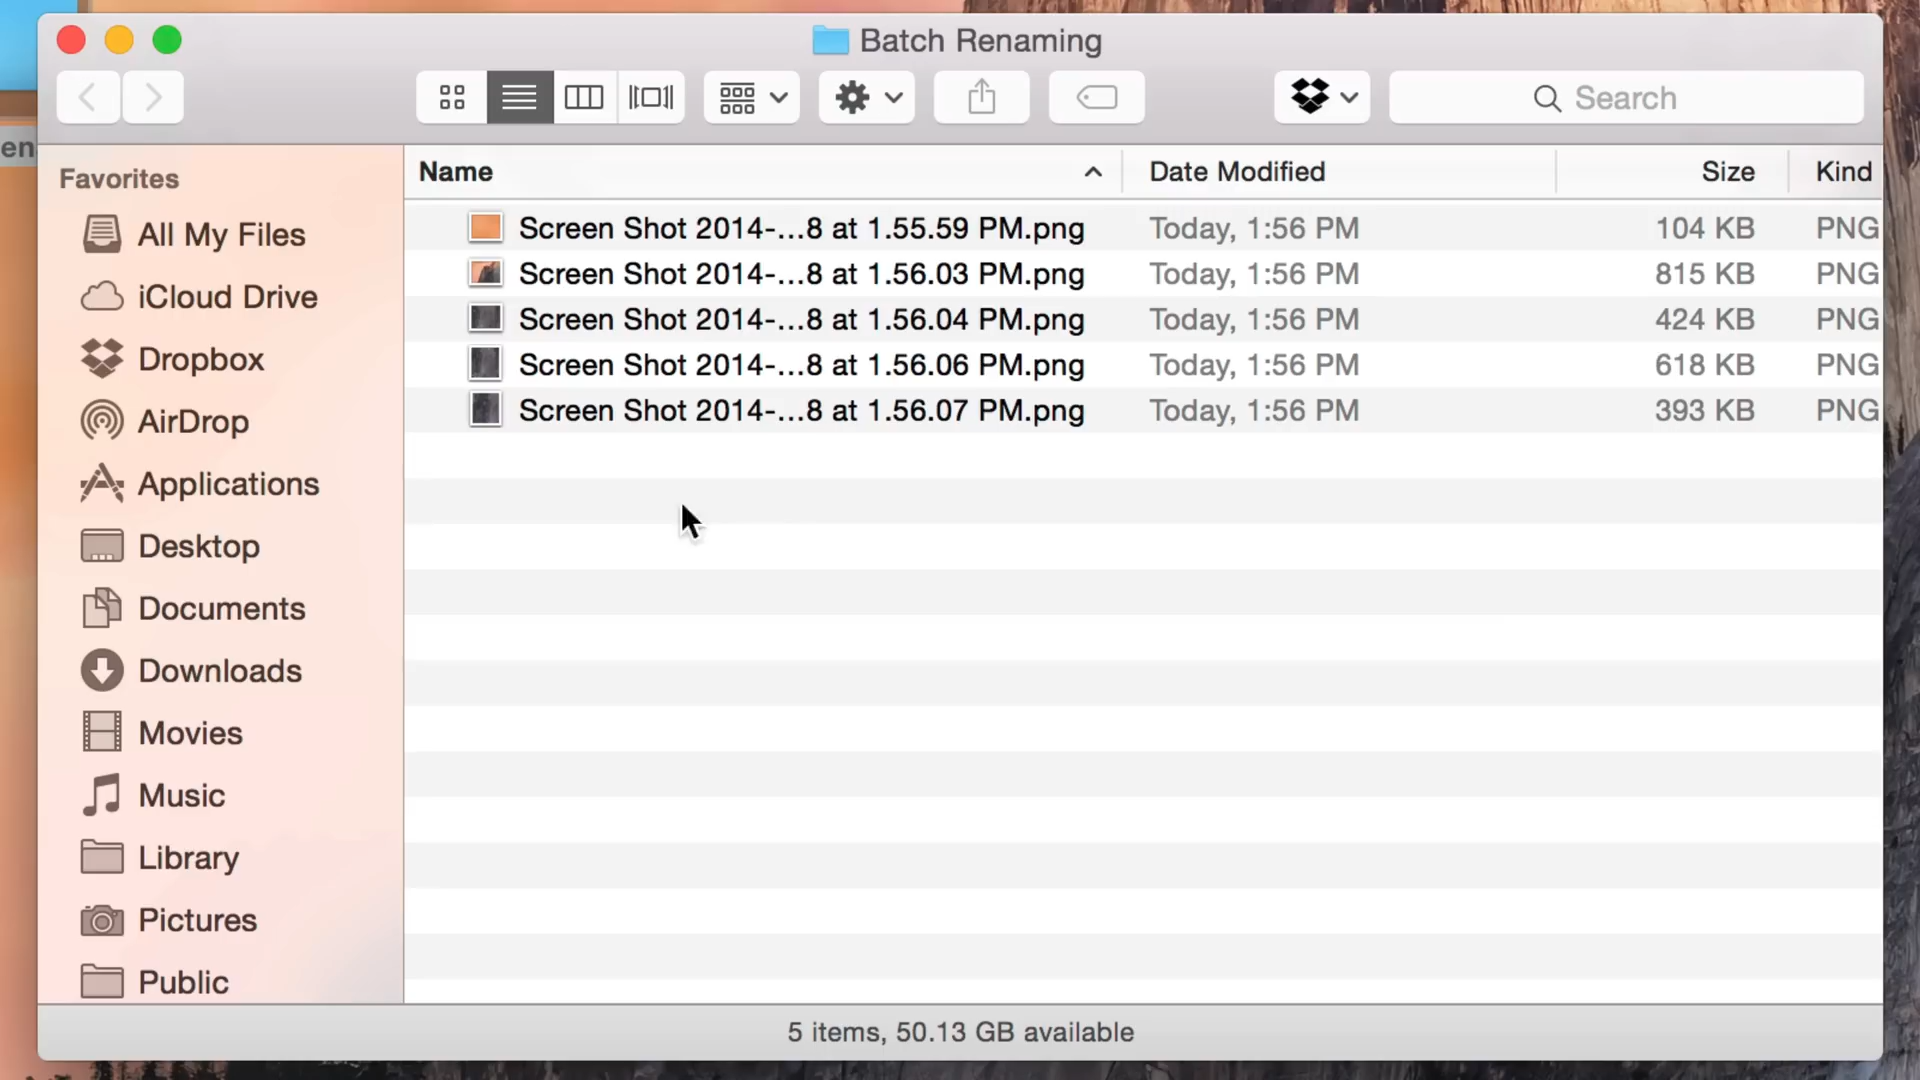 Batch Renaming
Search
en
Favorites
All My Files
iCloud Drive
Dropbox
AirDrop
Applications
Desktop
Documents
Downloads
Movies
Music
Library
Pictures
Public
Name Date Modified Size Kind
Screen Shot 2014-...8 at 1.55.59 PM.png Today, 1:56 PM 104 KB PNG
Screen Shot 2014-...8 at 1.56.03 PM.png Today, 1:56 PM 815 KB PNG
Screen Shot 2014-...8 at 1.56.04 PM.png Today, 1:56 PM 424 KB PNG
Screen Shot 2014-...8 at 1.56.06 PM.png Today, 1:56 PM 618 KB PNG
Screen Shot 2014-...8 at 1.56.07 PM.png Today, 1:56 PM 393 KB PNG
5 items, 50.13 GB available